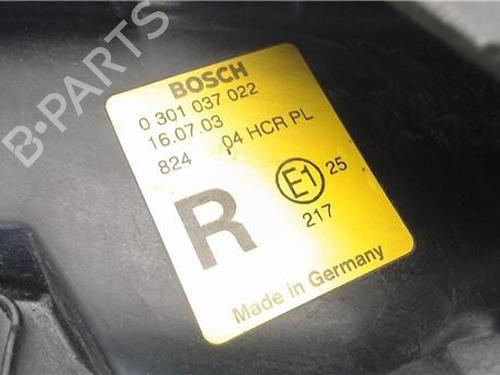 B-PARTS
BOSCH
0 301 037 022
16.07.03
824 04 HCR PL
R E1 25
217
Made in Germany